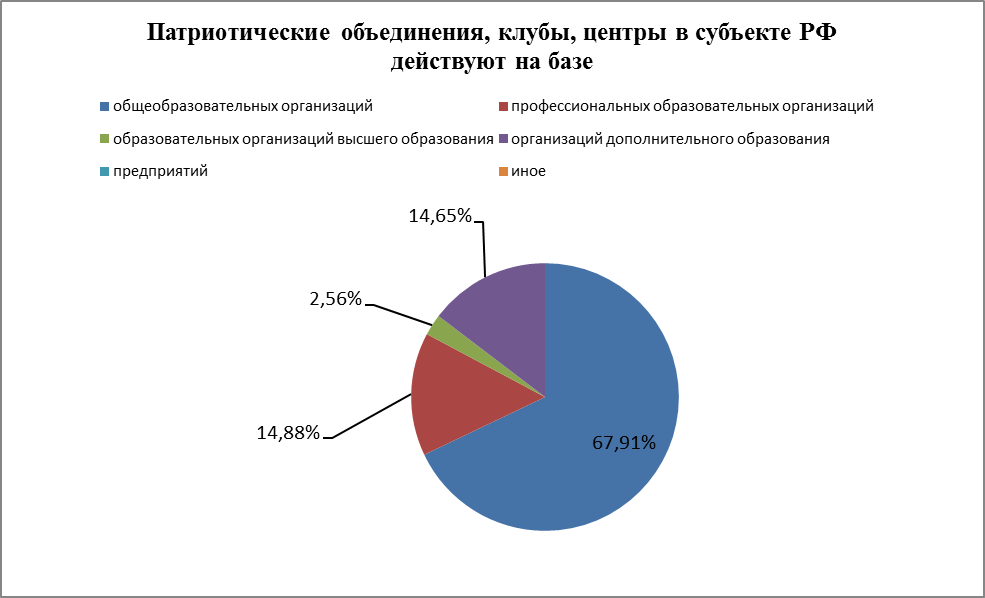 Патриотические объединения, клубы, центры в субъекте РФ
действуют на базе
общеобразовательных организаций
профессиональных образовательных организаций
образовательных организаций высшего образования
организаций дополнительного образования
предприятий
иное
14,65%
2,56%
14,88%
67,91%